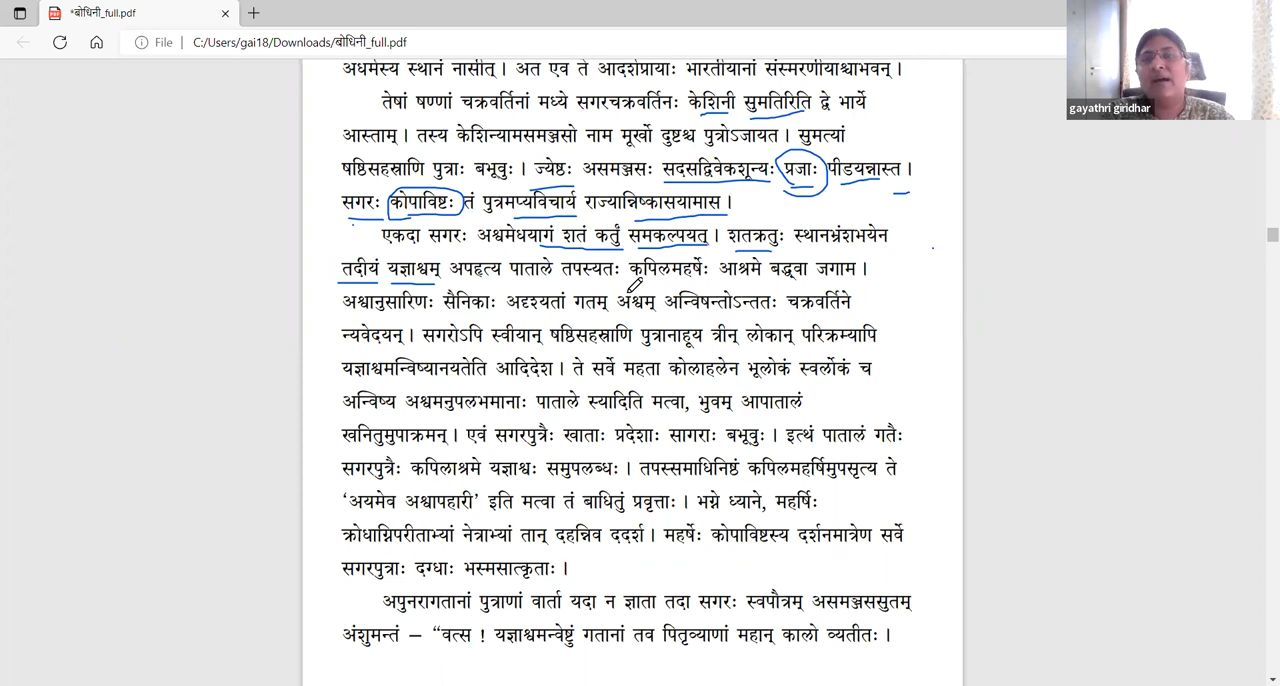 *बोधिनी_full.pdf
File C:/Users/gai18/Downloads/बोधिनी_full.pdf
gayathri giridhar
अधर्मस्य स्थानं नासीत्। अत एव ते आदर्शप्रायाः भारतीयानां संस्मरणीयाश्चाभवन्।
तेषां षण्णां चक्रवर्तिनां मध्ये सगरचक्रवर्तिनः केशिनी सुमतिरिति द्वे भार्ये
आस्ताम्। तस्य केशिन्यामसमञ्जसो नाम मूर्खो दुष्टश्च पुत्रोऽजायत। सुमत्यां
षष्ठिसहस्राणि पुत्राः बभूवुः। ज्येष्ठः असमञ्जसः सदसद्विवेकशून्यः प्रजाः पीडयन्नास्त।
सगरः कोपाविष्टः तं पुत्रमप्यविचार्य राज्यान्निष्कासयामास।
एकदा सगरः अश्वमेधयागं शतं कर्तुं समकल्पयत्। शतक्रतुः स्थानभ्रंशभयेन
तदीयं यज्ञाश्वम् अपहृत्य पाताले तपस्यतः कपिलमहर्षेः आश्रमे बद्ध्वा जगाम।
अश्वानुसारिणः सैनिकाः अदृश्यतां गतम् अश्वम् अन्विषन्तोऽन्ततः चक्रवर्तिने
न्यवेदयन्। सगरोऽपि स्वीयान् षष्ठिसहस्राणि पुत्रानाहूय त्रीन् लोकान् परिक्रम्यापि
यज्ञाश्वमन्विष्यानयतेति आदिदेश। ते सर्वे महता कोलाहलेन भूलोकं स्वर्लोकं च
अन्विष्य अश्वमनुपलभमानाः पाताले स्यादिति मत्वा, भुवम् आपातालं
खनितुमुपाक्रमन्। एवं सगरपुत्रैः खाताः प्रदेशाः सागराः बभूवुः। इत्थं पातालं गतैः
सगरपुत्रैः कपिलाश्रमे यज्ञाश्वः समुपलब्धः। तपस्समाधिनिष्ठं कपिलमहर्षिमुपसृत्य ते
‘अयमेव अश्वापहारी’ इति मत्वा तं बाधितुं प्रवृत्ताः। भग्ने ध्याने, महर्षिः
क्रोधाग्निपरीताभ्यां नेत्राभ्यां तान् दहन्निव ददर्श। महर्षेः कोपाविष्टस्य दर्शनमात्रेण सर्वे
सगरपुत्राः दग्धाः भस्मसात्कृताः।
अपुनरागतानां पुत्राणां वार्ता यदा न ज्ञाता तदा सगरः स्वपौत्रम् असमञ्जससुतम्
अंशुमन्तं – “वत्स ! यज्ञाश्वमन्वेष्टुं गतानां तव पितृव्याणां महान् कालो व्यतीतः।